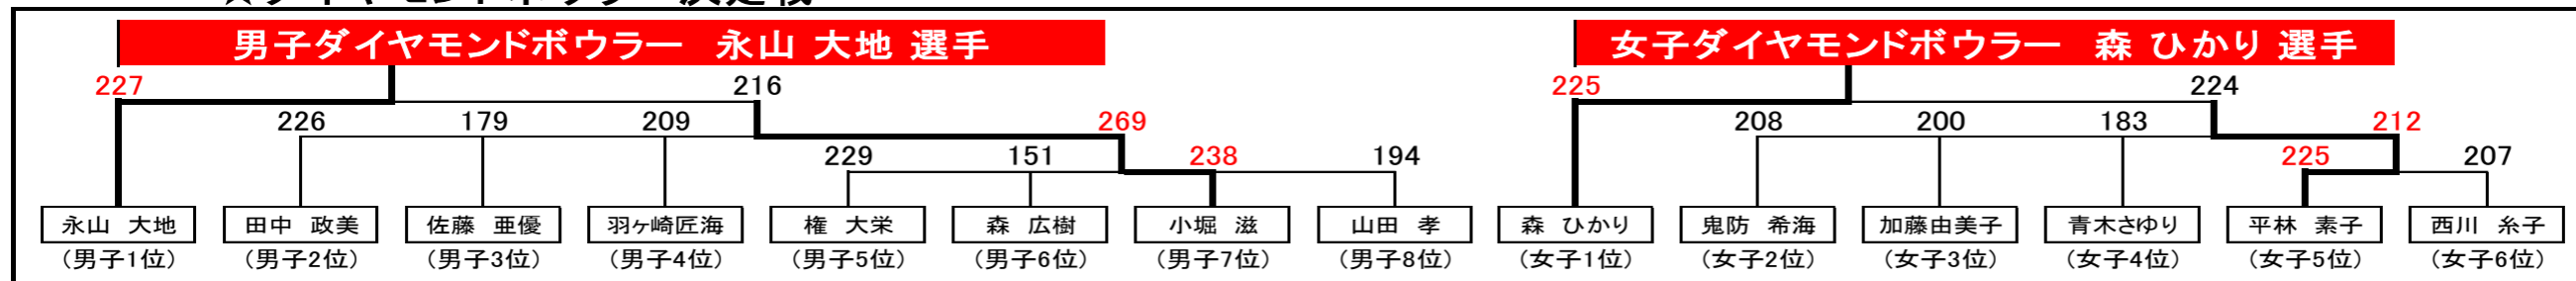 男子ダイヤモンドボウラー 永山 大地 選手
女子ダイヤモンドボウラー 森 ひかり 選手
227 216 225 224
226 179 209 269 208 200 183 212
229 151 238 194 225 207
永山 大地 田中 政美 佐藤 亜優 羽ヶ崎匠海 権 大栄 森 広樹 小堀 滋 山田 孝 森 ひかり 鬼防 希海 加藤由美子 青木さゆり 平林 素子 西川 糸子
(男子1位) (男子2位) (男子3位) (男子4位) (男子5位) (男子6位) (男子7位) (男子8位) (女子1位) (女子2位) (女子3位) (女子4位) (女子5位) (女子6位)